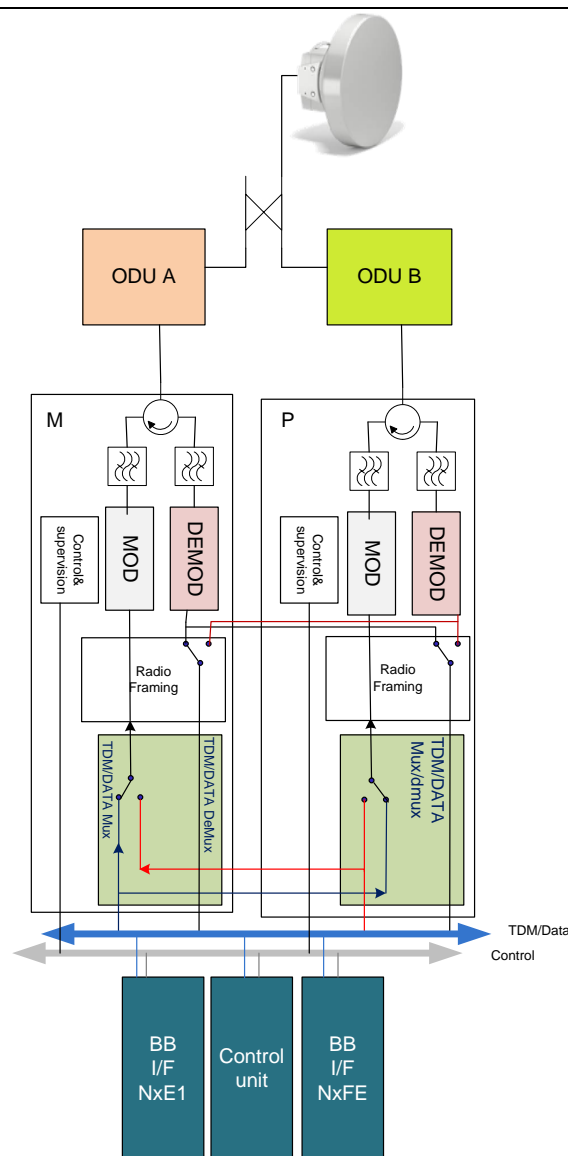 ODU A
ODU B
M
P
Control&
supervision
MOD
DEMOD
Control&
supervision
MOD
DEMOD
Radio
Framing
Radio
Framing
TDM/DATA Mux
TDM/DATA DeMux
TDM/DATA
Mux/dmux
TDM/Data
Control
BB
I/F
NxE1
Control
unit
BB
I/F
NxFE